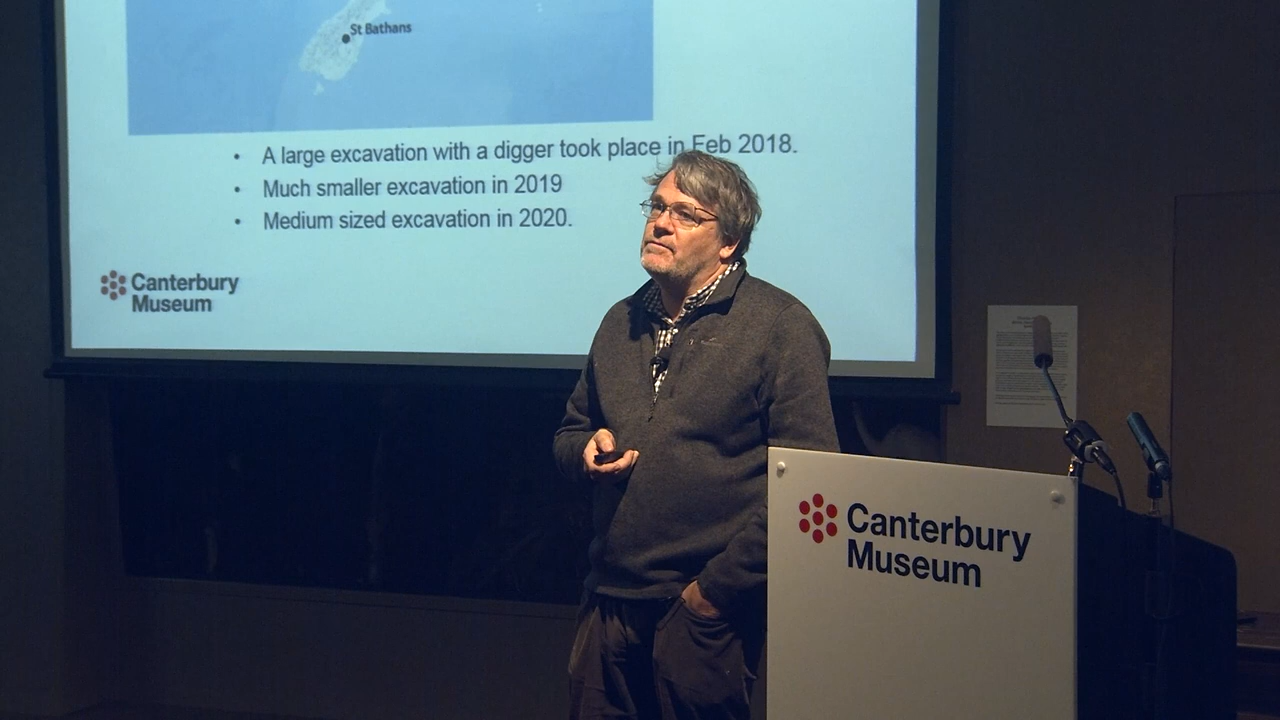 St Bathans
• A large excavation with a digger took place in Feb 2018.
• Much smaller excavation in 2019
• Medium sized excavation in 2020.
Canterbury
Museum
Canterbury
Museum